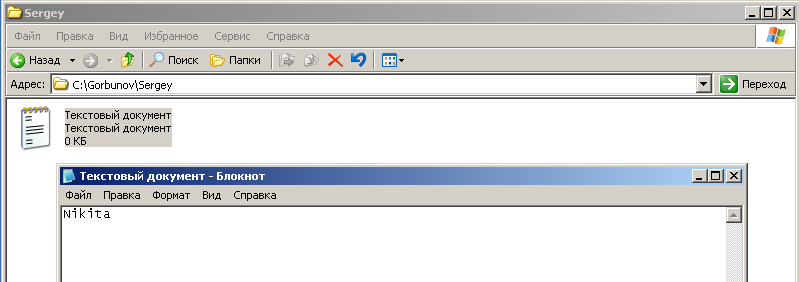 Sergey
Файл Правка Вид Избранное Сервис Справка
Назад Поиск Папки
Адрес: C:\Gorbunov\Sergey Переход
Текстовый документ
Текстовый документ
0 КБ
Текстовый документ - Блокнот
Файл Правка Формат Вид Справка
Nikita